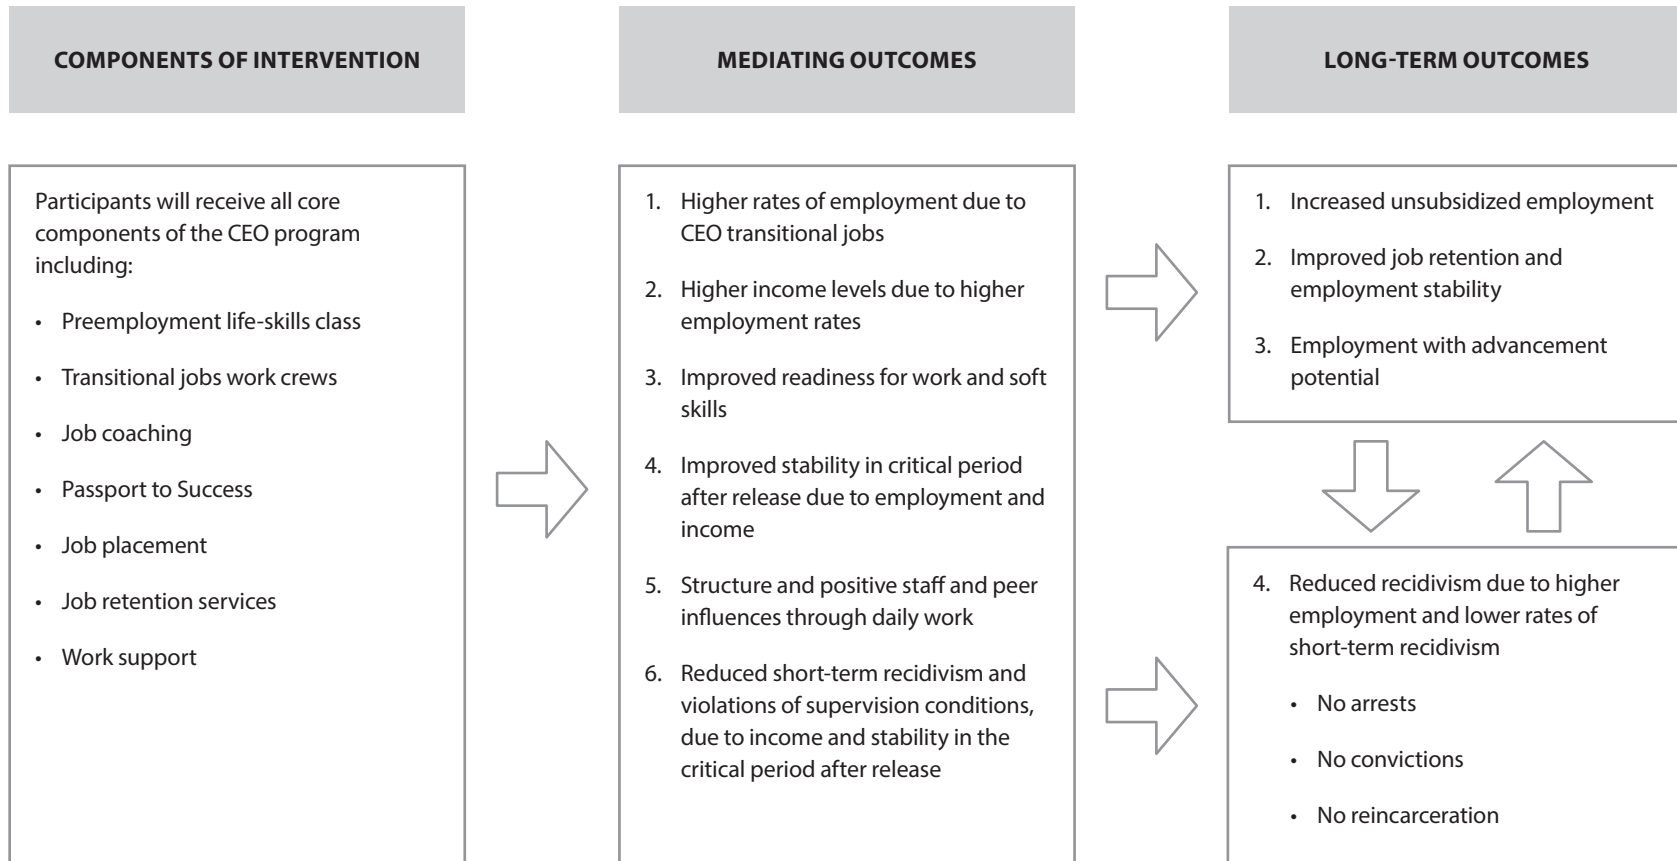 COMPONENTS OF INTERVENTION
MEDIATING OUTCOMES
LONG-TERM OUTCOMES
Participants will receive all core
components of the CEO program
including:
• Preemployment life-skills class
• Transitional jobs work crews
• Job coaching
• Passport to Success
• Job placement
• Job retention services
• Work support
1. Higher rates of employment due to
CEO transitional jobs
2. Higher income levels due to higher
employment rates
3. Improved readiness for work and soft
skills
4. Improved stability in critical period
after release due to employment and
income
5. Structure and positive staff and peer
influences through daily work
6. Reduced short-term recidivism and
violations of supervision conditions,
due to income and stability in the
critical period after release
1. Increased unsubsidized employment
2. Improved job retention and
employment stability
3. Employment with advancement
potential
4. Reduced recidivism due to higher
employment and lower rates of
short-term recidivism
• No arrests
• No convictions
• No reincarceration